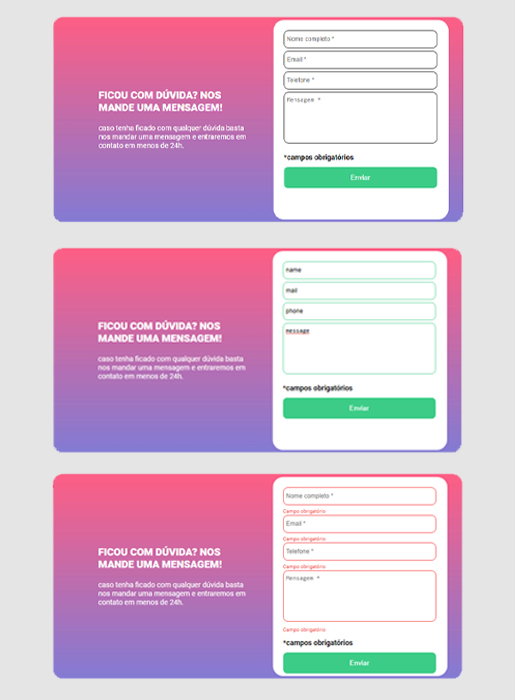 FICOU COM DÚVIDA? NOS
MANDE UMA MENSAGEM!
caso tenha ficado com qualquer dúvida basta
nos mandar uma mensagem e entraremos em
contato em menos de 24h.
Nome completo *
Email *
Telefone *
Mensagem *
*campos obrigatórios
Enviar
FICOU COM DÚVIDA? NOS
MANDE UMA MENSAGEM!
caso tenha ficado com qualquer dúvida basta
nos mandar uma mensagem e entraremos em
contato em menos de 24h.
name
mail
phone
message
*campos obrigatórios
Enviar
FICOU COM DÚVIDA? NOS
MANDE UMA MENSAGEM!
caso tenha ficado com qualquer dúvida basta
nos mandar uma mensagem e entraremos em
contato em menos de 24h.
Nome completo *
Campo obrigatório
Email *
Campo obrigatório
Telefone *
Campo obrigatório
Mensagem *
Campo obrigatório
*campos obrigatórios
Enviar